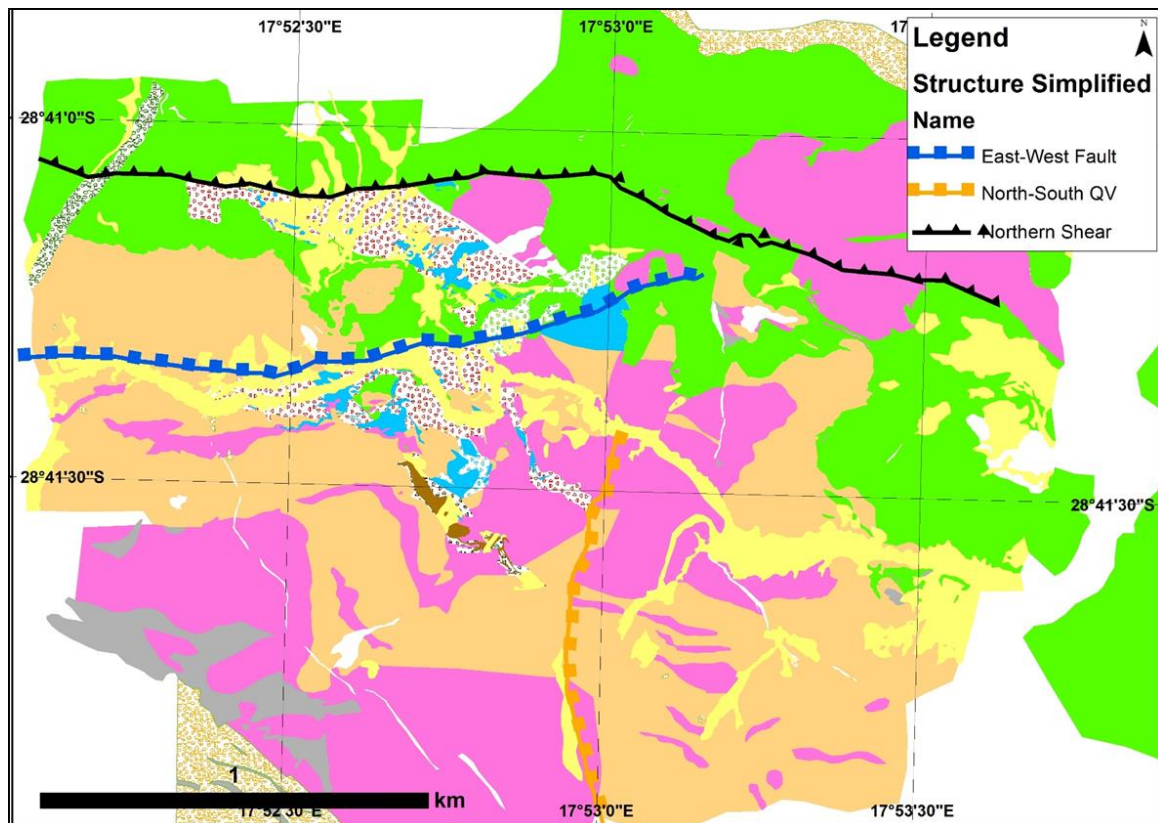 17°52'30"E
17°53'0"E
17
N
Legend
Structure Simplified
Name
East-West Fault
North-South QV
Northern Shear
28°41'0"S
28°41'30"S
28°41'30"S
1
km
17°52'30"E
17°53'0"E
17°53'30"E